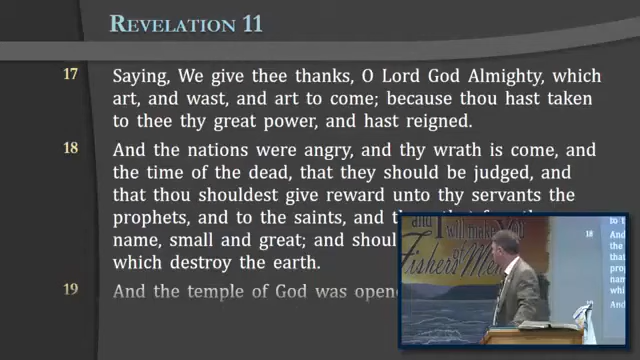 REVELATION 11
17 Saying, We give thee thanks, O Lord God Almighty, which
art, and wast, and art to come; because thou hast taken
to thee thy great power, and hast reigned.
18 And the nations were angry, and thy wrath is come, and
the time of the dead, that they should be judged, and
that thou shouldest give reward unto thy servants the
prophets, and to the saints, and
name, small and great; and
which destroy the earth.
19 And the temple of God was
and I will make You
Fishers
of
Men
18 And
the
that
name